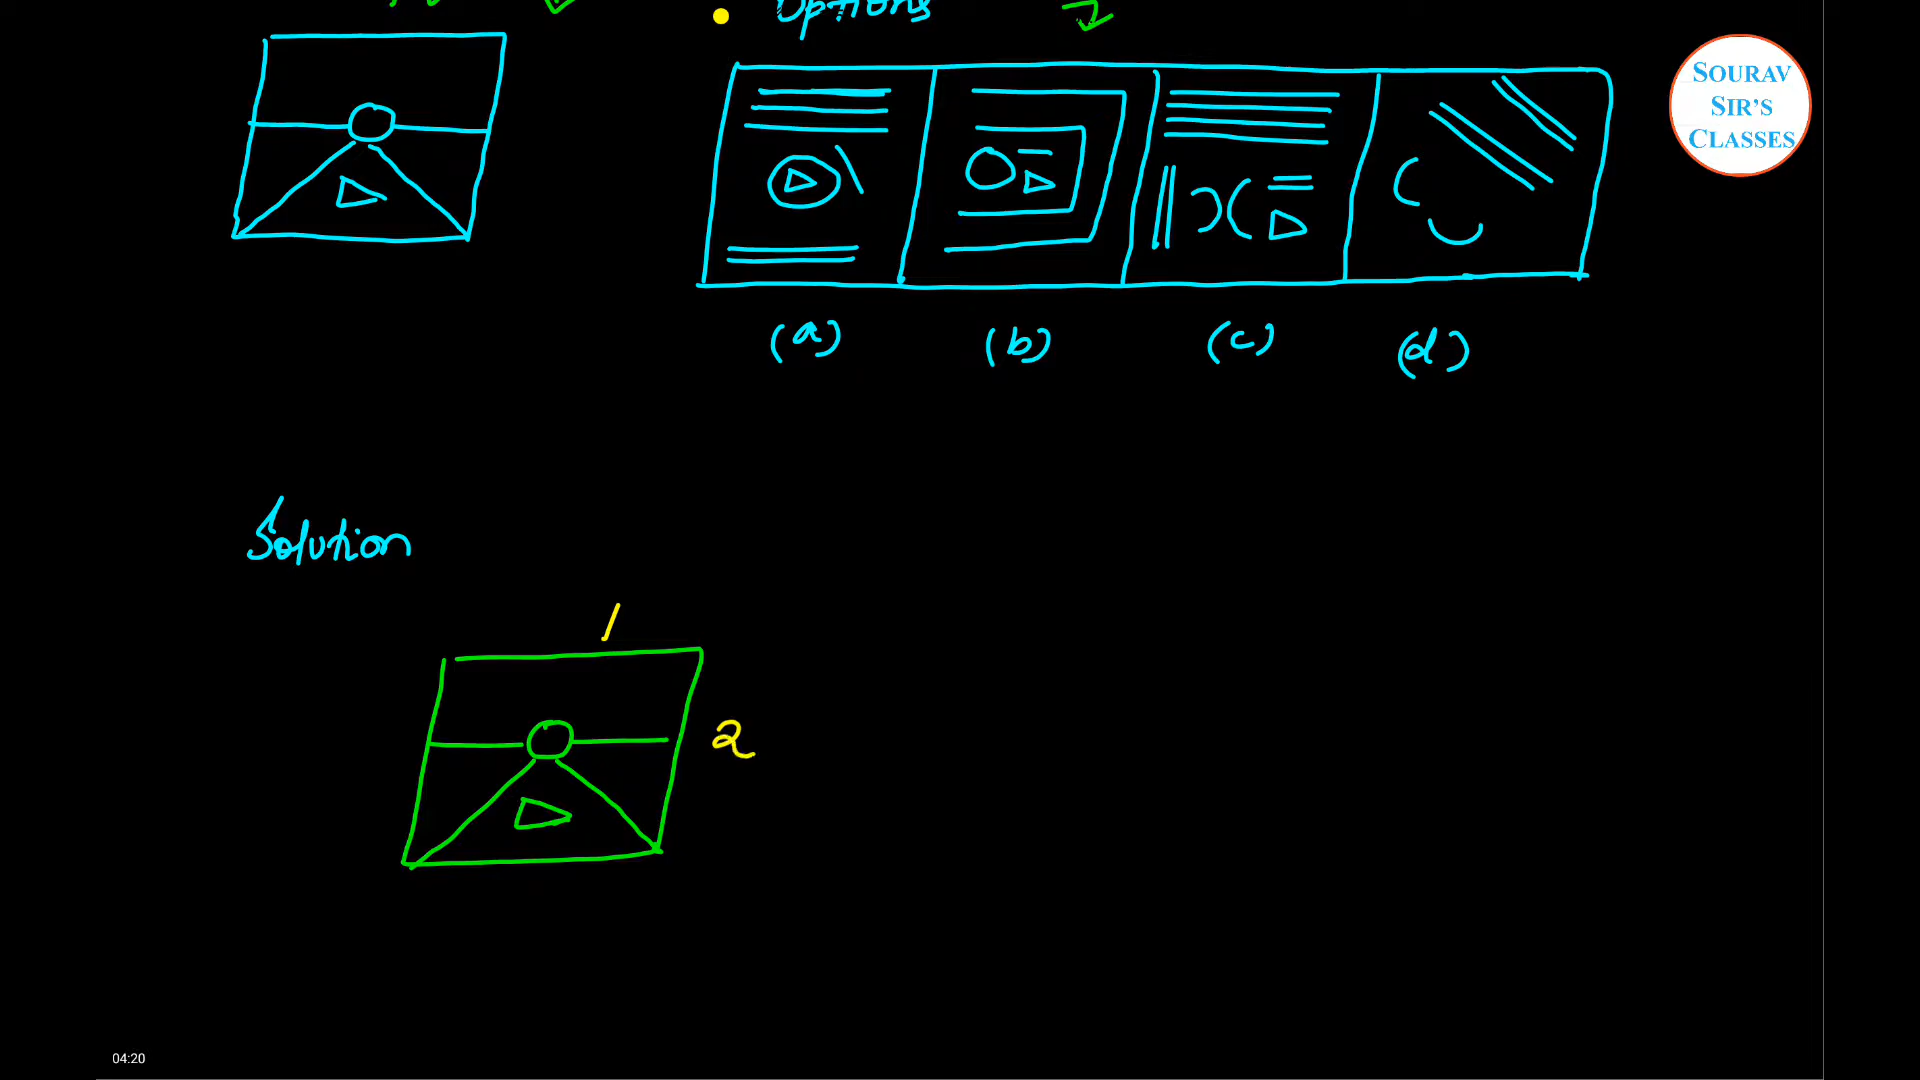 Options
SOURAV
SIR'S
CLASSES
(a) (b) (c) (d)
Solution
1
2
04:20